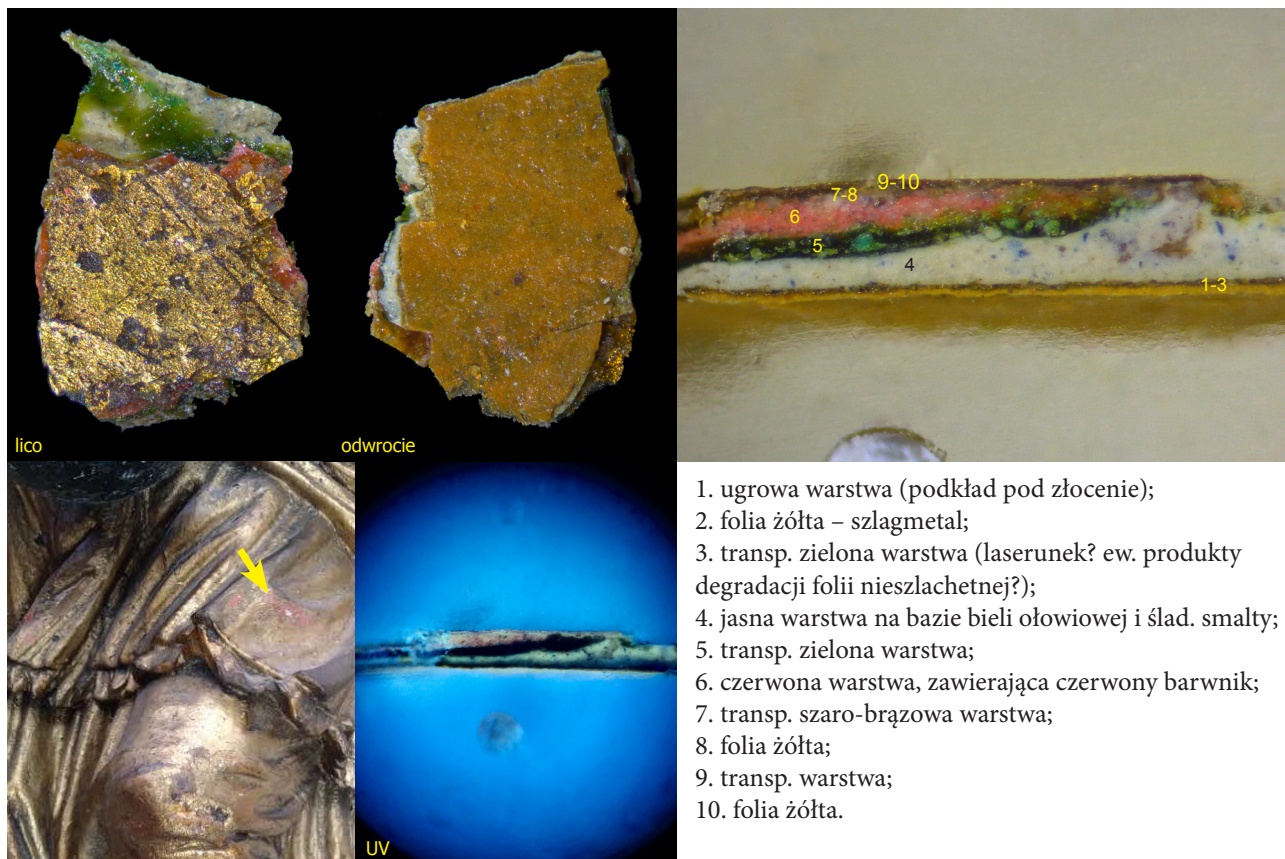 lico
odwrocie
9-10
7-8
6
5
4
1-3
UV
1. ugrowa warstwa (podkład pod złocenie);
2. folia żółta – szlagmetal;
3. transp. zielona warstwa (laserunek? ew. produkty
degradacji folii nieszlachetnej?);
4. jasna warstwa na bazie bieli ołowiowej i ślad. smalty;
5. transp. zielona warstwa;
6. czerwona warstwa, zawierająca czerwony barwnik;
7. transp. szaro-brązowa warstwa;
8. folia żółta;
9. transp. warstwa;
10. folia żółta.